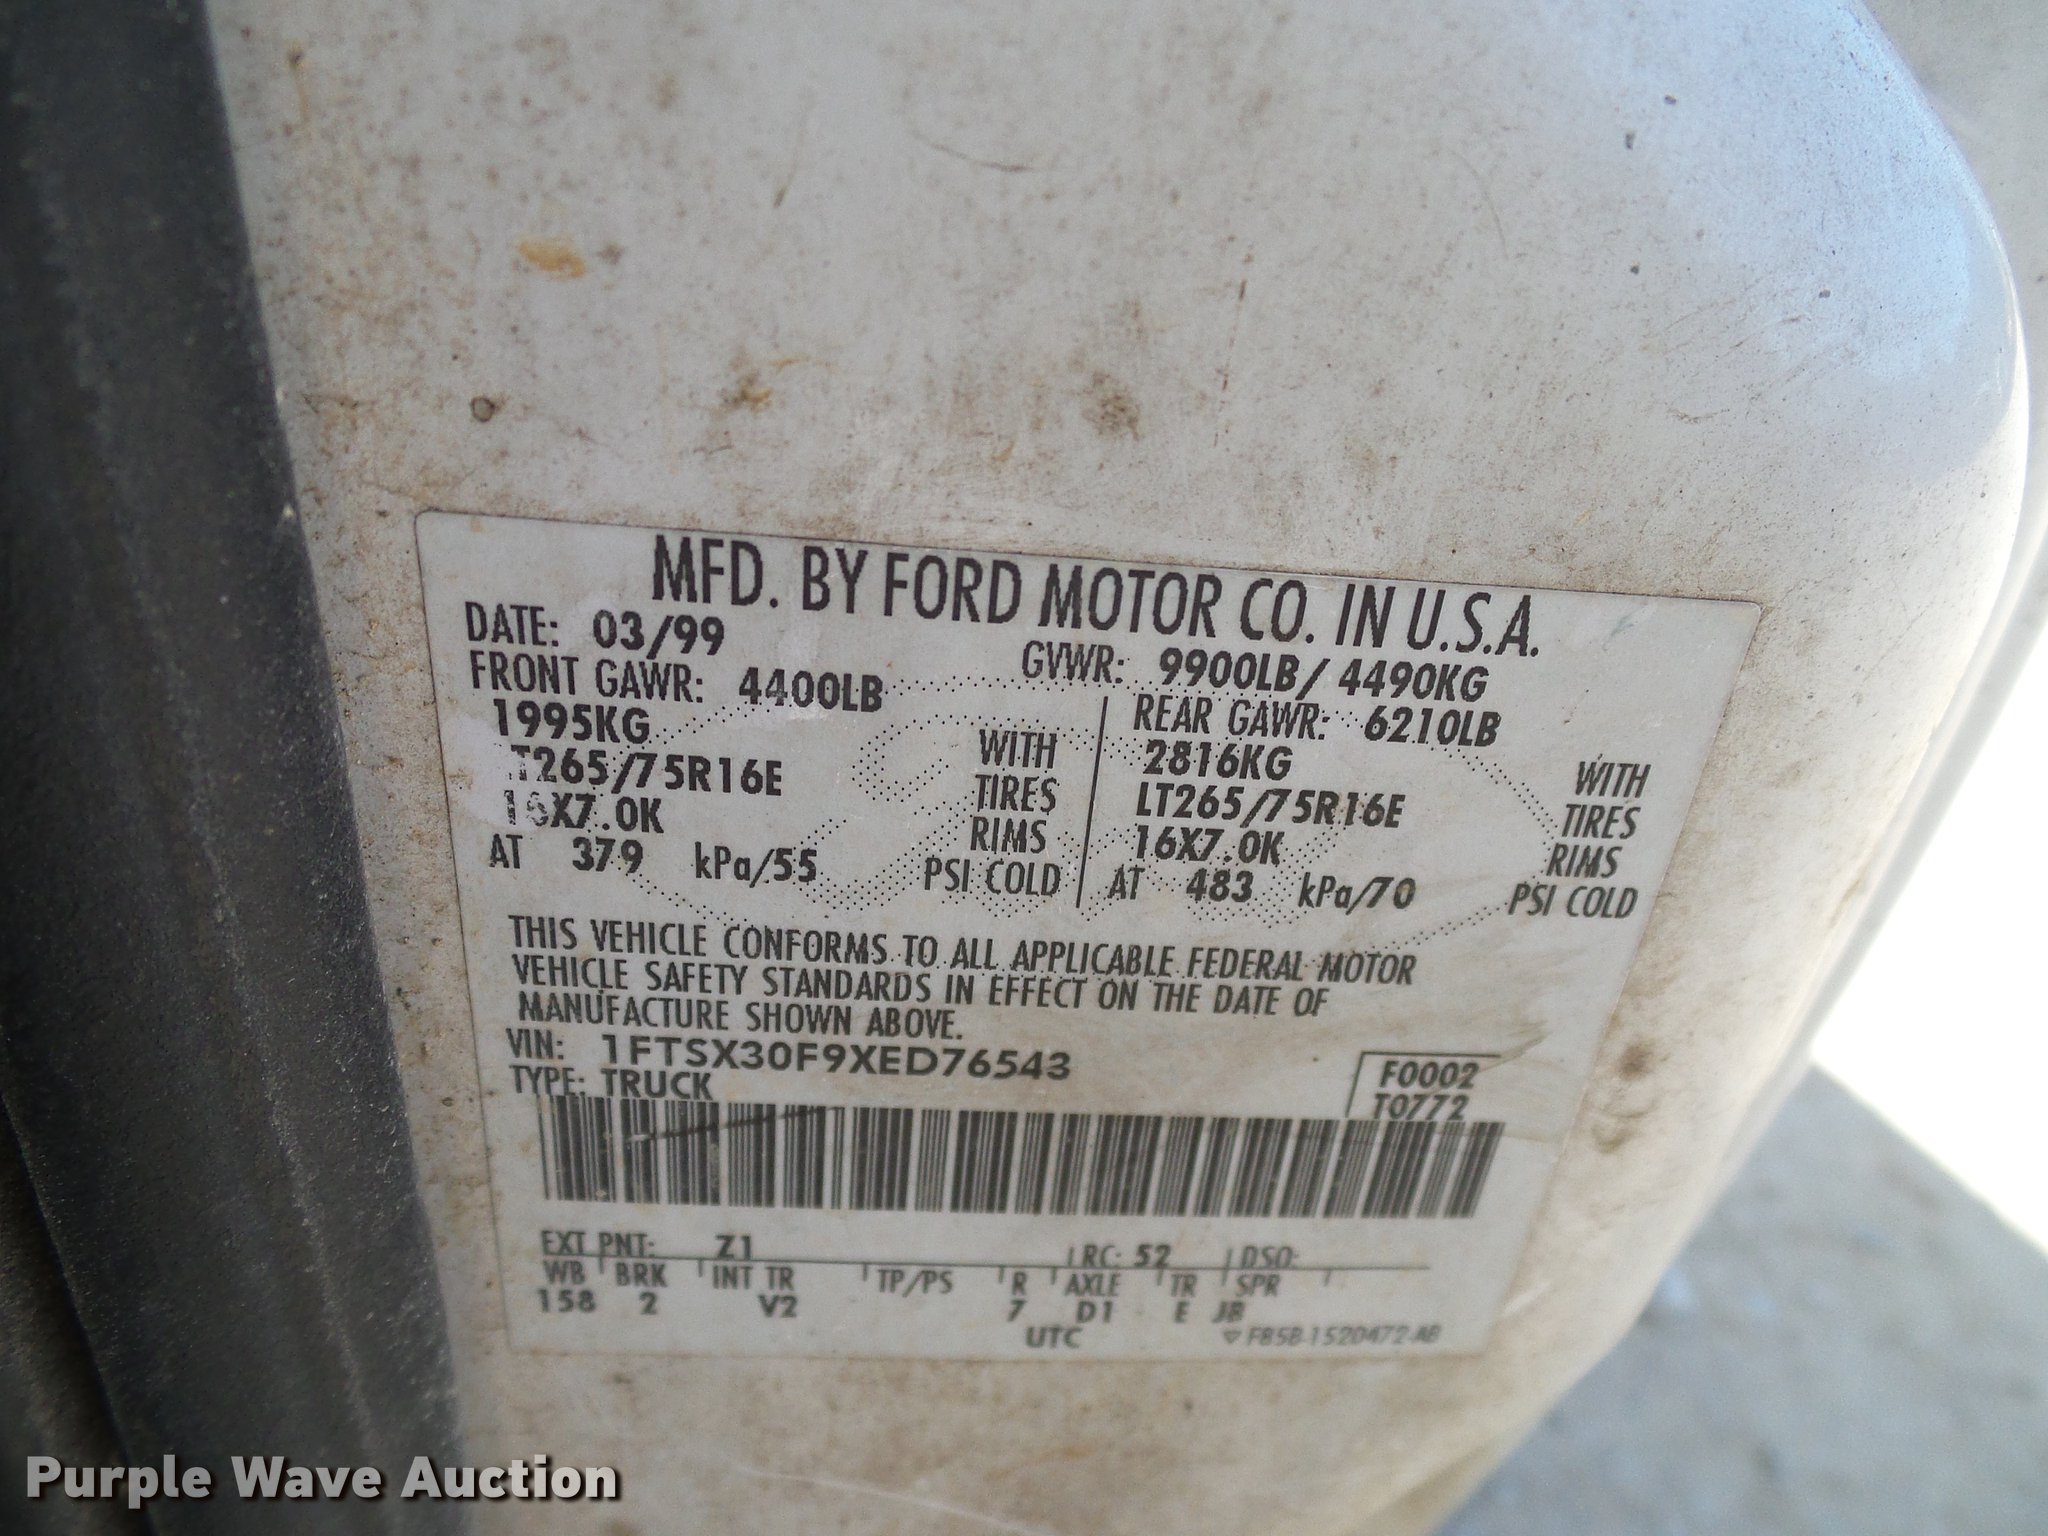 MFD. BY FORD MOTOR CO. IN U.S.A.
DATE: 03/99 GVWR: 9900LB/ 4490KG
FRONT GAWR: 4400LB REAR GAWR: 6210LB
1995KG WITH 2816KG WITH
LT265/75R16E TIRES LT265/75R16E TIRES
16X7.0K RIMS 16X7.0K RIMS
AT 379 kPa/55 PSI COLD AT 483 kPa/70 PSI COLD
THIS VEHICLE CONFORMS TO ALL APPLICABLE FEDERAL MOTOR
VEHICLE SAFETY STANDARDS IN EFFECT ON THE DATE OF
MANUFACTURE SHOWN ABOVE.
VIN: 1FTSX30F9XED76543 F0002
TYPE: TRUCK T0772
EXT PNT: Z1 RC: 52 DSO:
WB BRK INT TR TP/PS R AXLE TR SPR
158 2 V2 7 D1 E JB
UTC F85B-1520472-AB
Purple Wave Auction